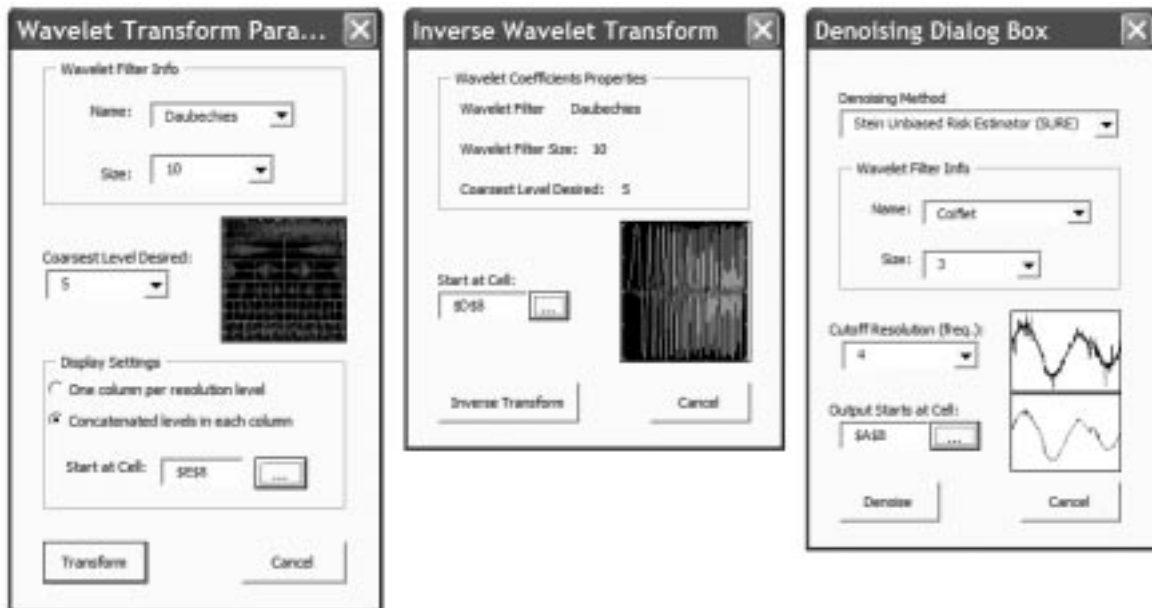 Wavelet Transform Para...
Wavelet Filter Info
Name: Daubechies
Size: 10
Coarsest Level Desired:
5
Display Settings
One column per resolution level
Concatenated levels in each column
Start at Cell: $E$8 ...
Transform Cancel
Inverse Wavelet Transform
Wavelet Coefficients Properties
Wavelet Filter Daubechies
Wavelet Filter Size: 10
Coarsest Level Desired: 5
Start at Cell:
$D$8 ...
Inverse Transform Cancel
Denoising Dialog Box
Denoising Method
Stein Unbiased Risk Estimator (SURE)
Wavelet Filter Info
Name: Coiflet
Size: 3
Cutoff Resolution (freq.):
4
Output Starts at Cell:
$A$8 ...
Denoise Cancel